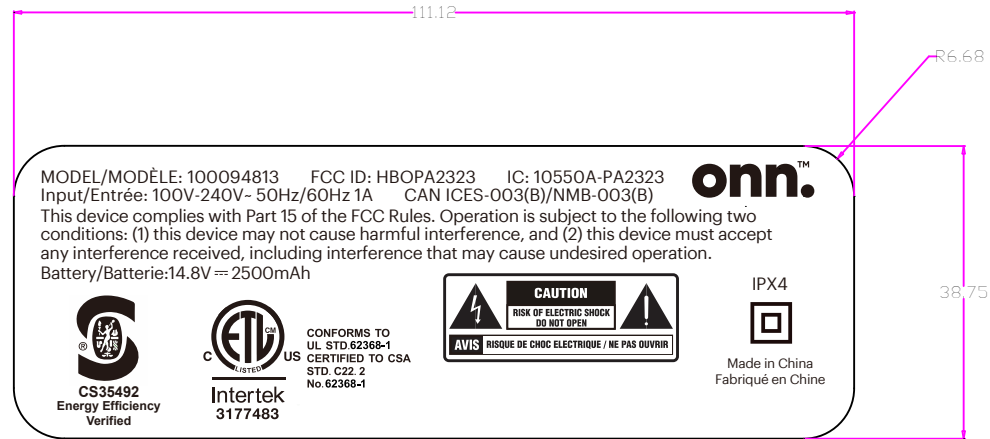 111.12
R6.68
MODEL/MODÈLE: 100094813 FCC ID: HBOPA2323 IC: 10550A-PA2323
Input/Entrée: 100V-240V~ 50Hz/60Hz 1A CAN ICES-003(B)/NMB-003(B)
onn.™
This device complies with Part 15 of the FCC Rules. Operation is subject to the following two
conditions: (1) this device may not cause harmful interference, and (2) this device must accept
any interference received, including interference that may cause undesired operation.
Battery/Batterie:14.8V⎓2500mAh
38.75
®
CS35492
Energy Efficiency
Verified
ETL CM
LISTED
C US
Intertek
3177483
CONFORMS TO
UL STD.62368-1
CERTIFIED TO CSA
STD. C22. 2
No.62368-1
CAUTION
RISK OF ELECTRIC SHOCK
DO NOT OPEN
AVIS RISQUE DE CHOC ELECTRIQUE / NE PAS OUVRIR
IPX4
Made in China
Fabriqué en Chine